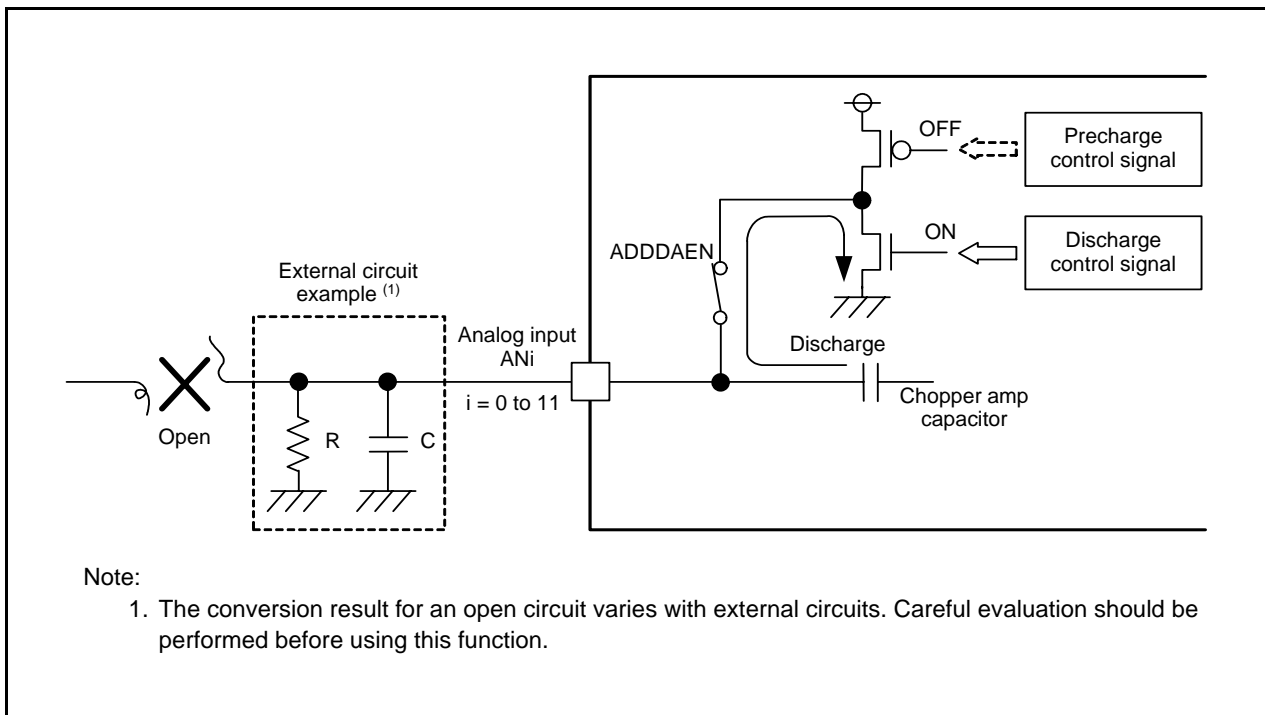 OFF
Precharge
control signal
ON
Discharge
control signal
ADDDAEN
External circuit
example (1)
Analog input
ANi
Discharge
i = 0 to 11
Chopper amp
capacitor
Open
R
C
Note:
1. The conversion result for an open circuit varies with external circuits. Careful evaluation should be
performed before using this function.